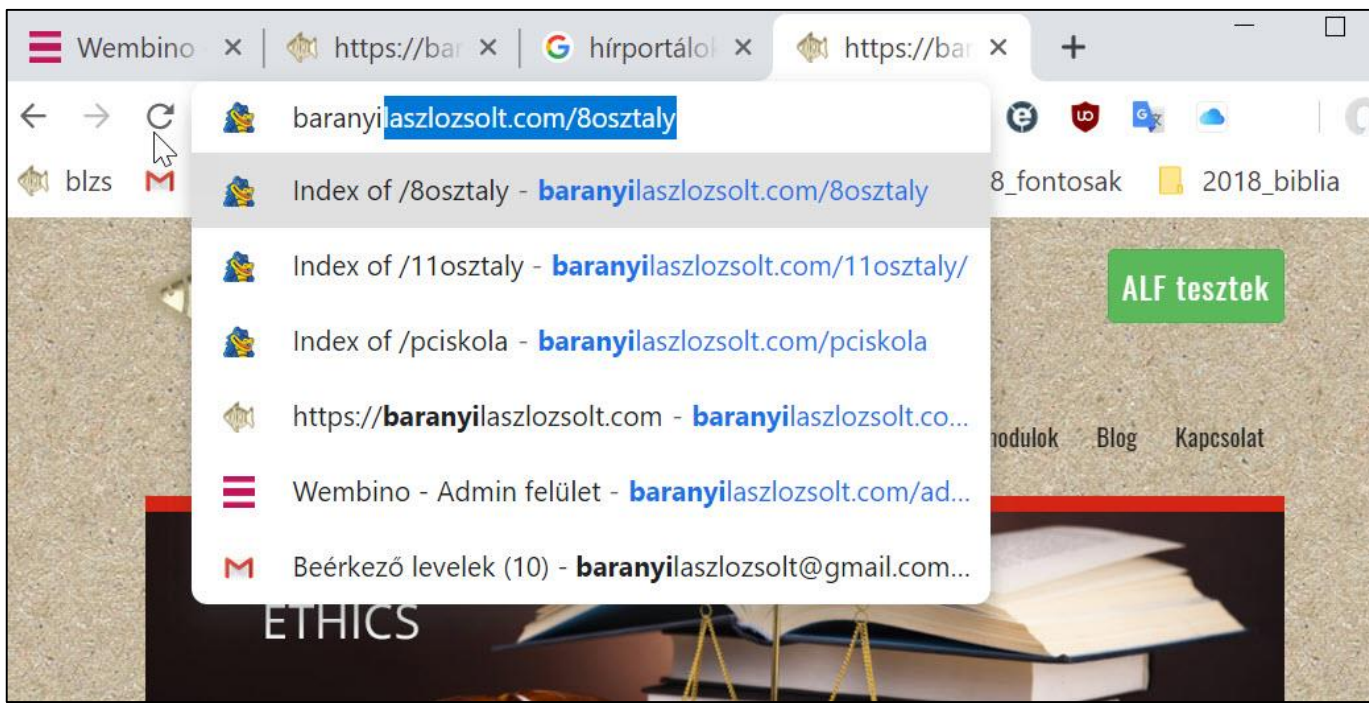 Wembino
https://bar
hírportálok
https://bar
baranyilaszlozsolt.com/8osztaly
blzs
8_fontosak
2018_biblia
Index of /8osztaly - baranyilaszlozsolt.com/8osztaly
Index of /11osztaly - baranyilaszlozsolt.com/11osztaly/
ALF tesztek
Index of /pciskola - baranyilaszlozsolt.com/pciskola
https://baranyilaszlozsolt.com - baranyilaszlozsolt.co...
nodulok Blog Kapcsolat
Wembino - Admin felület - baranyilaszlozsolt.com/ad...
Beérkező levelek (10) - baranyilaszlozsolt@gmail.com...
ETHICS